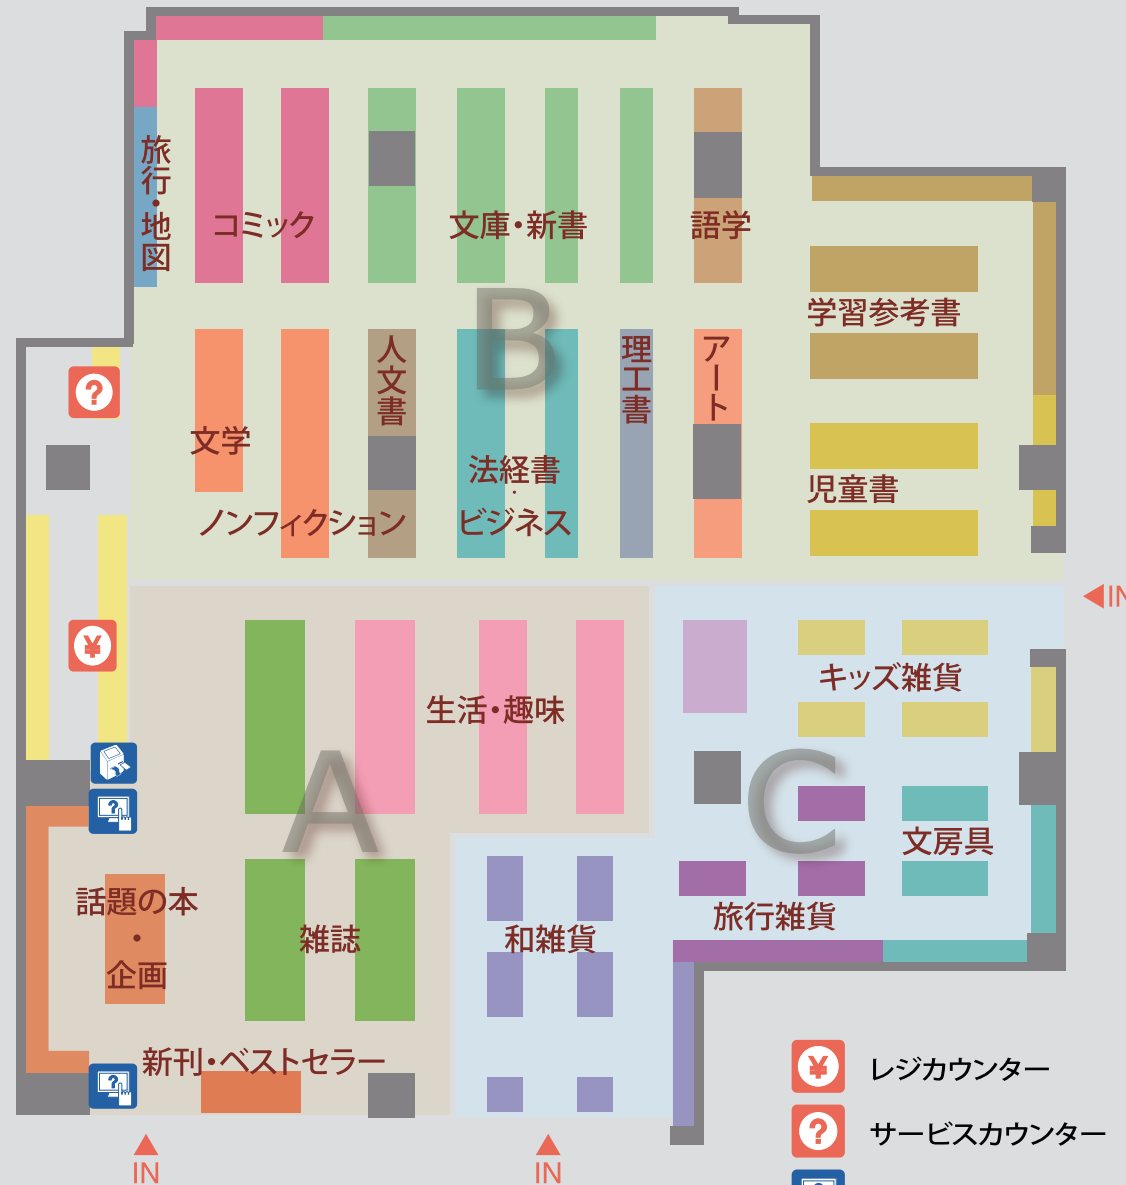 旅行・地図
コミック
文庫・新書
語学
学習参考書
B
人文書
理工書
アート
?
文学
法経書
・
ビジネス
児童書
ノンフィクション
IN
¥
生活・趣味
キッズ雑貨
A
C
?
文房具
話題の本
・
企画
雑誌
和雑貨
旅行雑貨
新刊・ベストセラー
?
¥ レジカウンター
? サービスカウンター
IN
IN